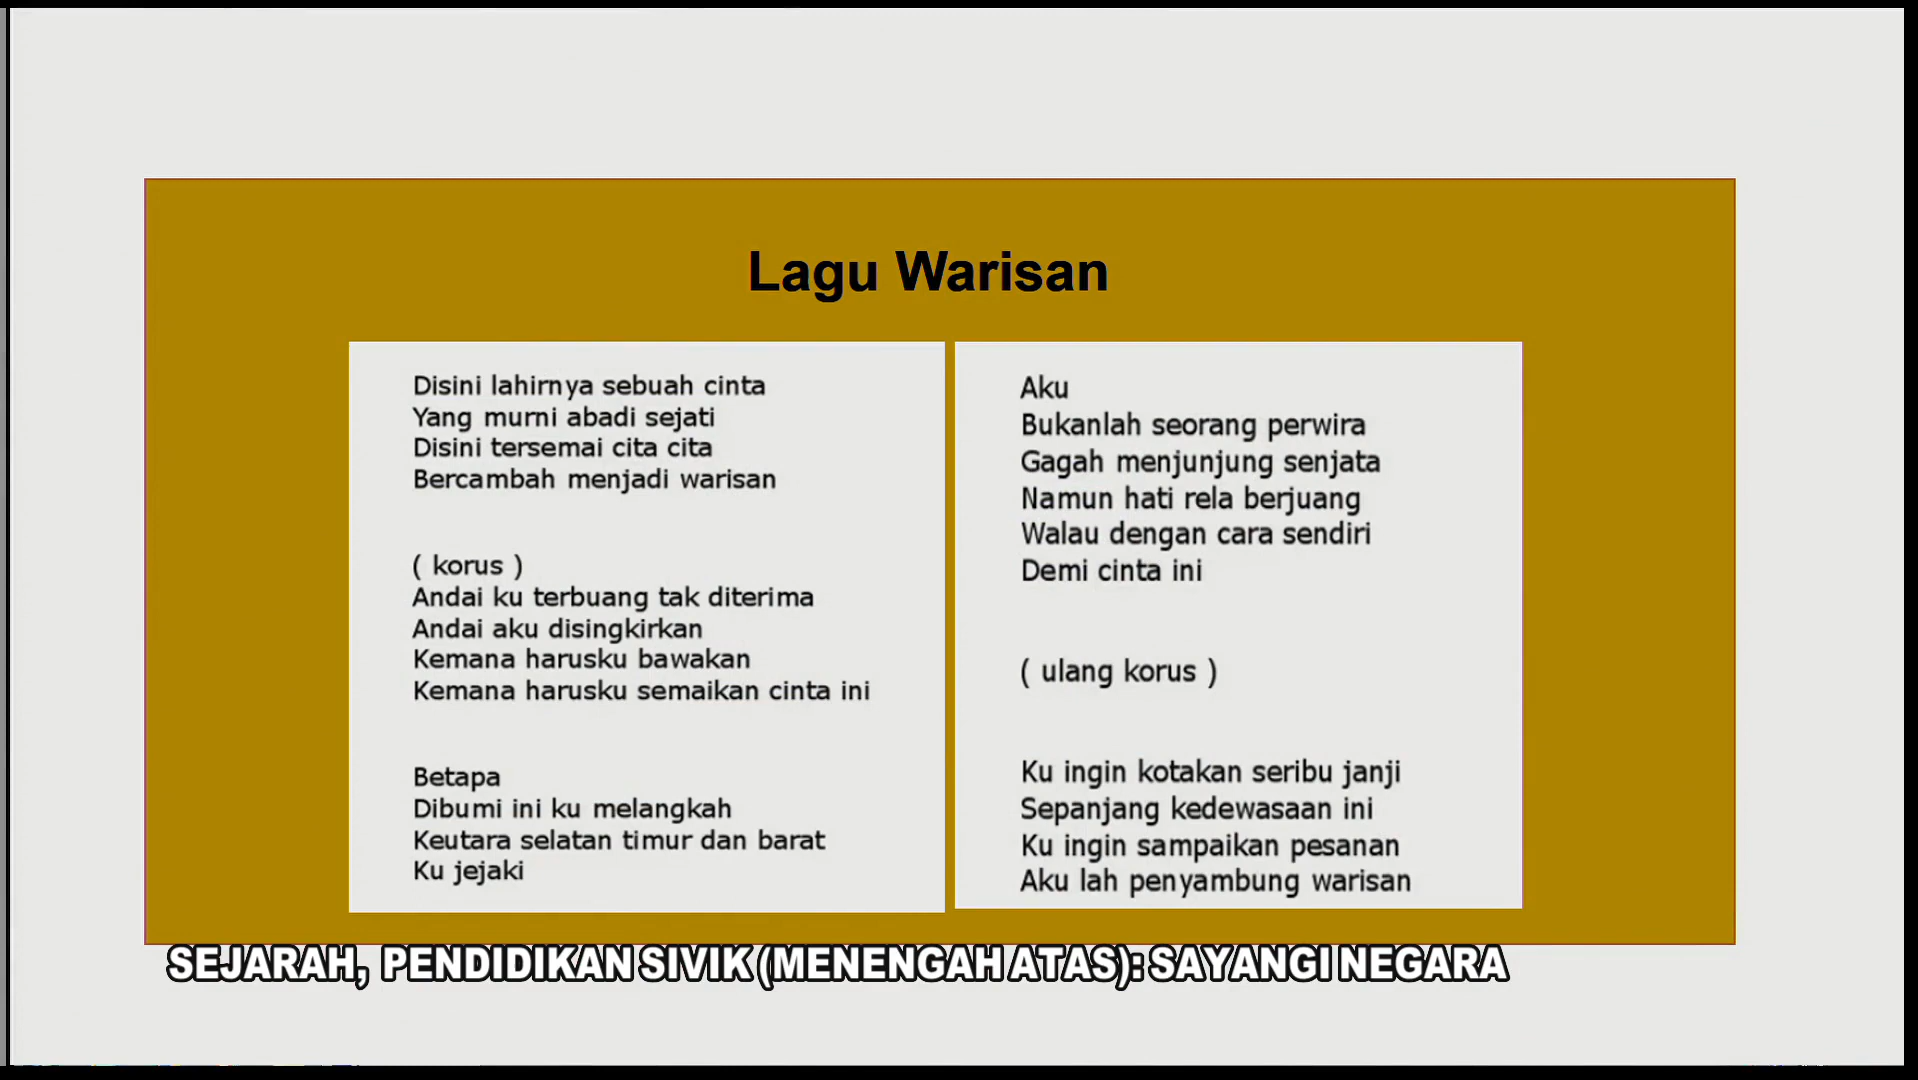 Lagu Warisan
Disini lahirnya sebuah cinta
Yang murni abadi sejati
Disini tersemai cita cita
Bercambah menjadi warisan
( korus )
Andai ku terbuang tak diterima
Andai aku disingkirkan
Kemana harusku bawakan
Kemana harusku semaikan cinta ini
Betapa
Dibumi ini ku melangkah
Keutara selatan timur dan barat
Ku jejaki
Aku
Bukanlah seorang perwira
Gagah menjunjung senjata
Namun hati rela berjuang
Walau dengan cara sendiri
Demi cinta ini
( ulang korus )
Ku ingin kotakan seribu janji
Sepanjang kedewasaan ini
Ku ingin sampaikan pesanan
Aku lah penyambung warisan
SEJARAH, PENDIDIKAN SIVIK (MENENGAH ATAS): SAYANGI NEGARA